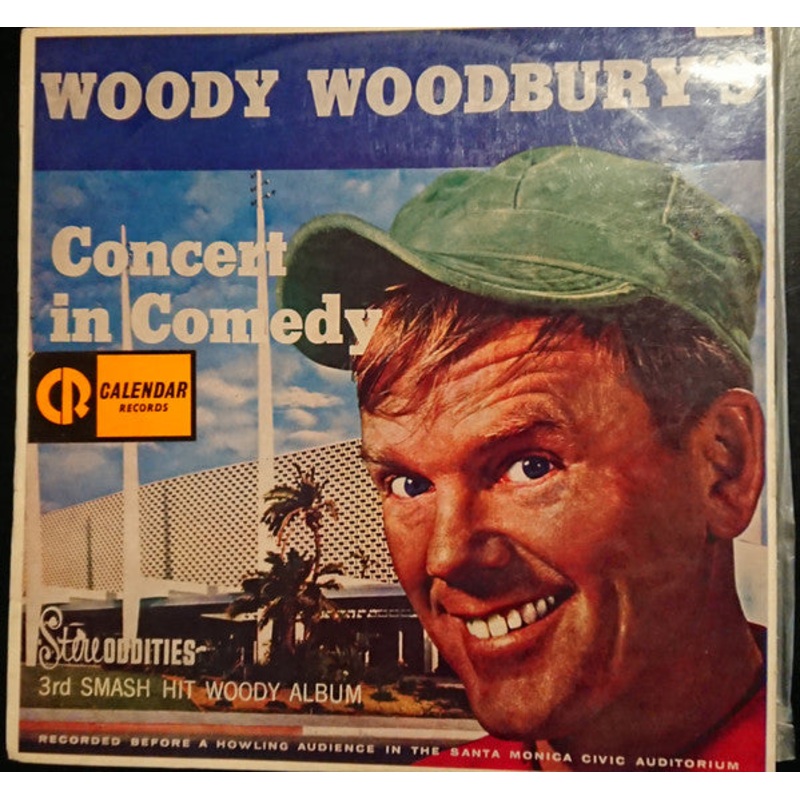 WOODY WOODBURY'S
Concert
in Comedy
CR CALENDAR
RECORDS
StereODDITIES
3rd SMASH HIT WOODY ALBUM
RECORDED BEFORE A HOWLING AUDIENCE IN THE SANTA MONICA CIVIC AUDITORIUM